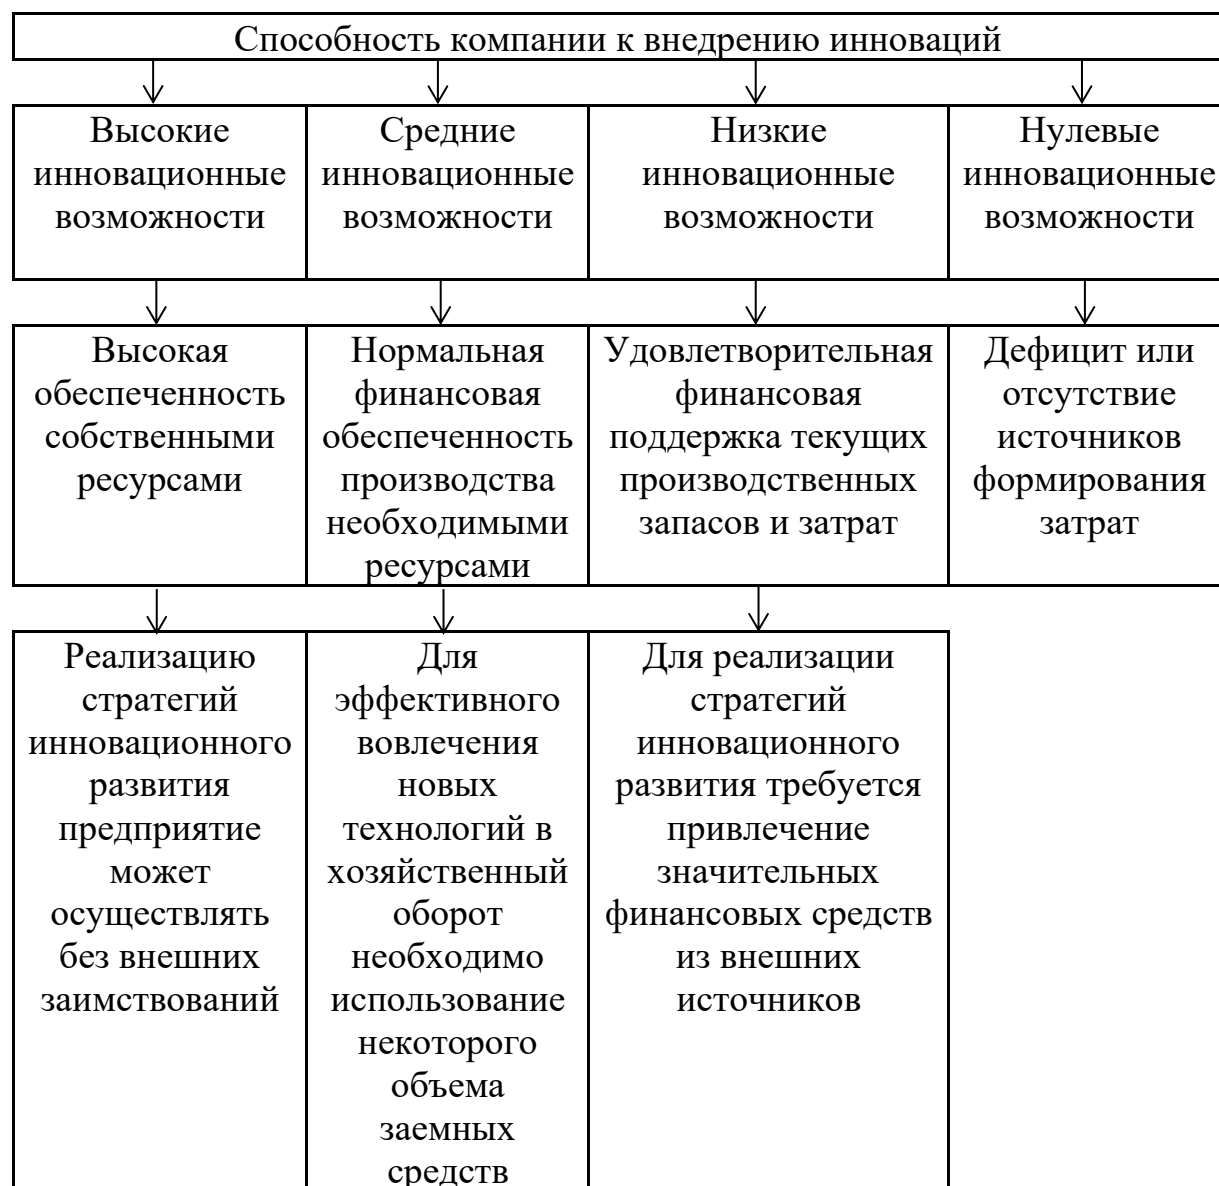 Способность компании к внедрению инноваций
Высокие
инновационные
возможности
Средние
инновационные
возможности
Низкие
инновационные
возможности
Нулевые
инновационные
возможности
Высокая
обеспеченность
собственными
ресурсами
Нормальная
финансовая
обеспеченность
производства
необходимыми
ресурсами
Удовлетворительная
финансовая
поддержка текущих
производственных
запасов и затрат
Дефицит или
отсутствие
источников
формирования
затрат
Реализацию
стратегий
инновационного
развития
предприятие
может
осуществлять
без внешних
заимствований
Для
эффективного
вовлечения
новых
технологий в
хозяйственный
оборот
необходимо
использование
некоторого
объема
заемных
средств
Для реализации
стратегий
инновационного
развития требуется
привлечение
значительных
финансовых средств
из внешних
источников